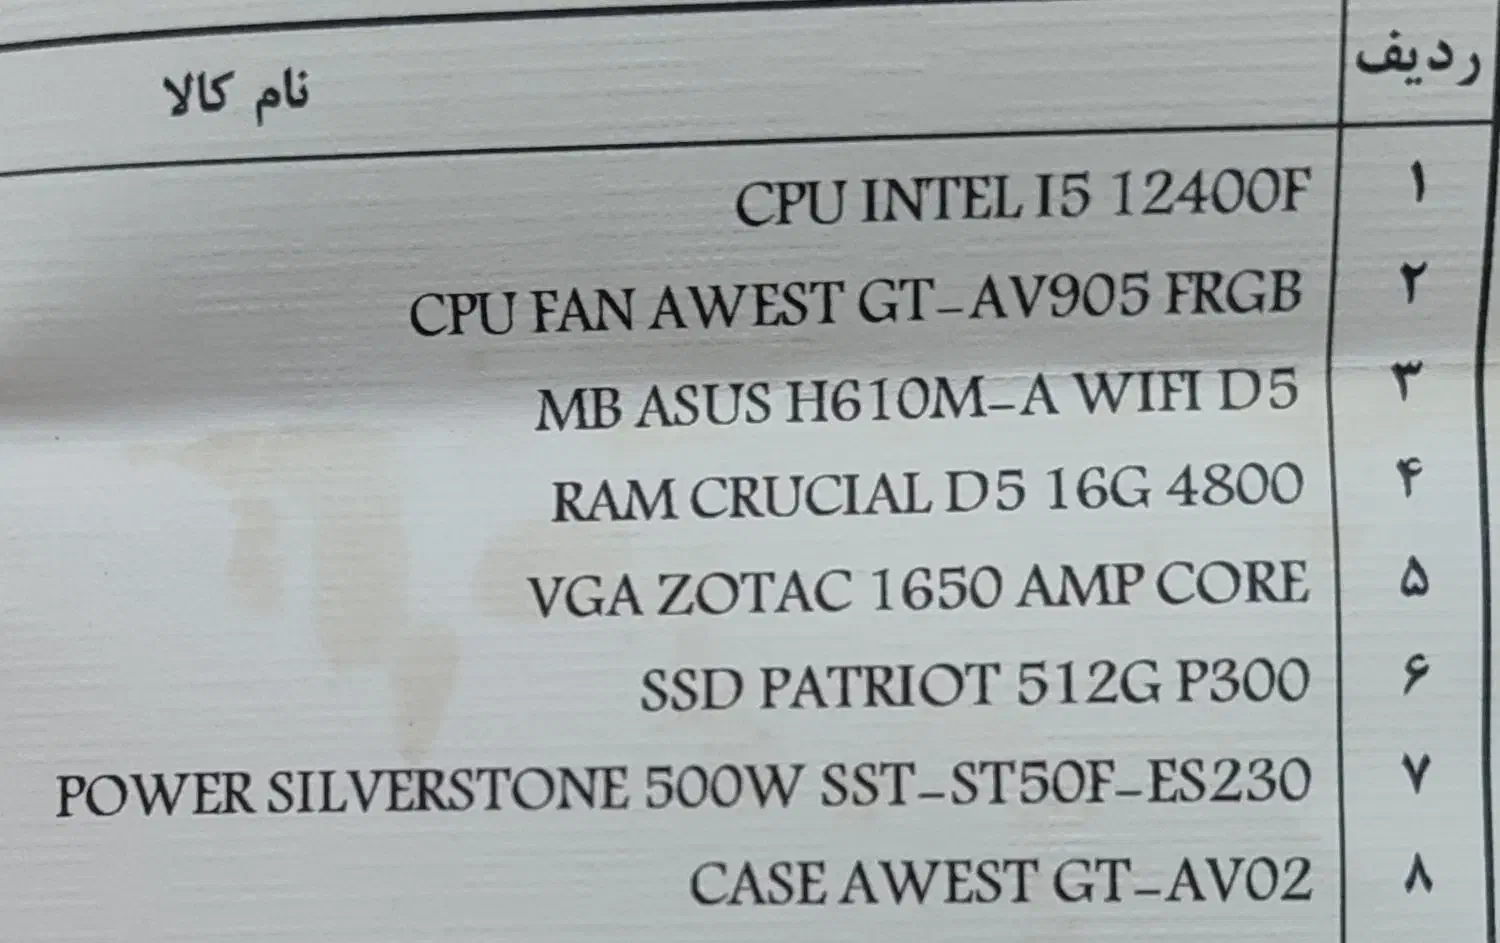 ردیف نام کالا
۱ CPU INTEL I5 12400F
۲ CPU FAN AWEST GT-AV905 FRGB
۳ MB ASUS H610M-A WIFI D5
۴ RAM CRUCIAL D5 16G 4800
۵ VGA ZOTAC 1650 AMP CORE
۶ SSD PATRIOT 512G P300
۷ POWER SILVERSTONE 500W SST-ST50F-ES230
۸ CASE AWEST GT-AV02